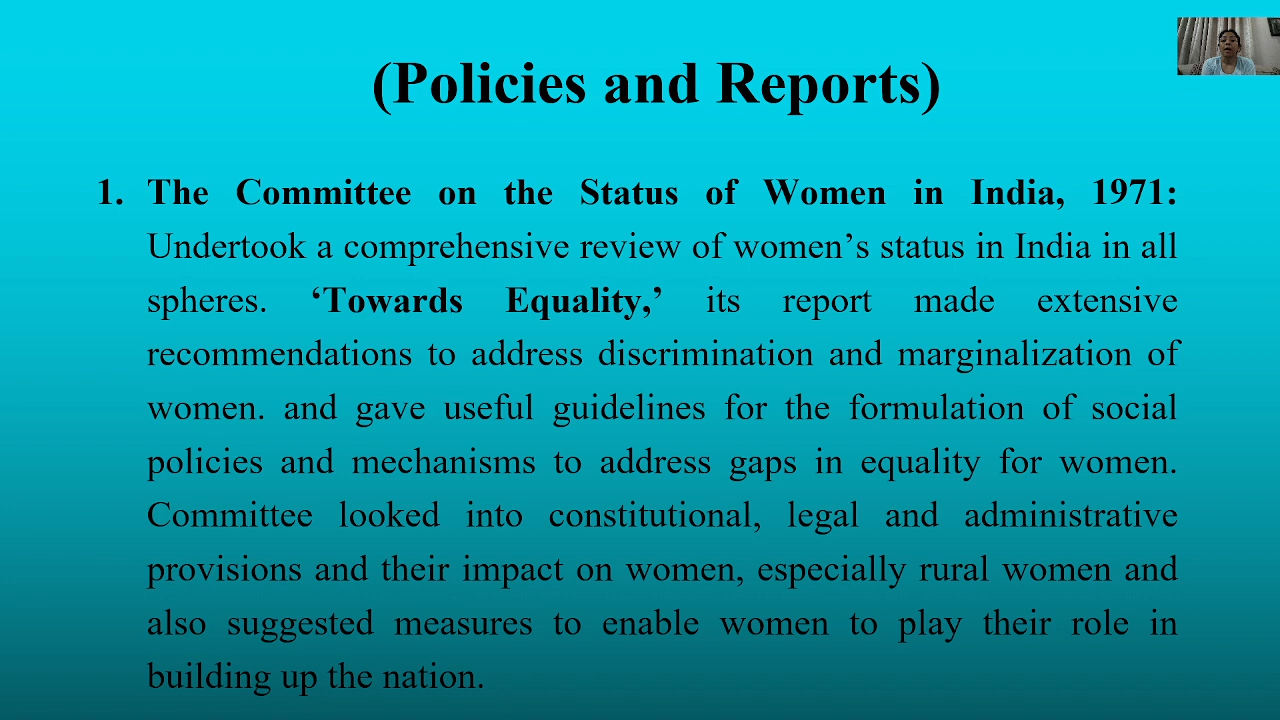 (Policies and Reports)
1. The Committee on the Status of Women in India, 1971:
Undertook a comprehensive review of women’s status in India in all
spheres. ‘Towards Equality,’ its report made extensive
recommendations to address discrimination and marginalization of
women. and gave useful guidelines for the formulation of social
policies and mechanisms to address gaps in equality for women.
Committee looked into constitutional, legal and administrative
provisions and their impact on women, especially rural women and
also suggested measures to enable women to play their role in
building up the nation.